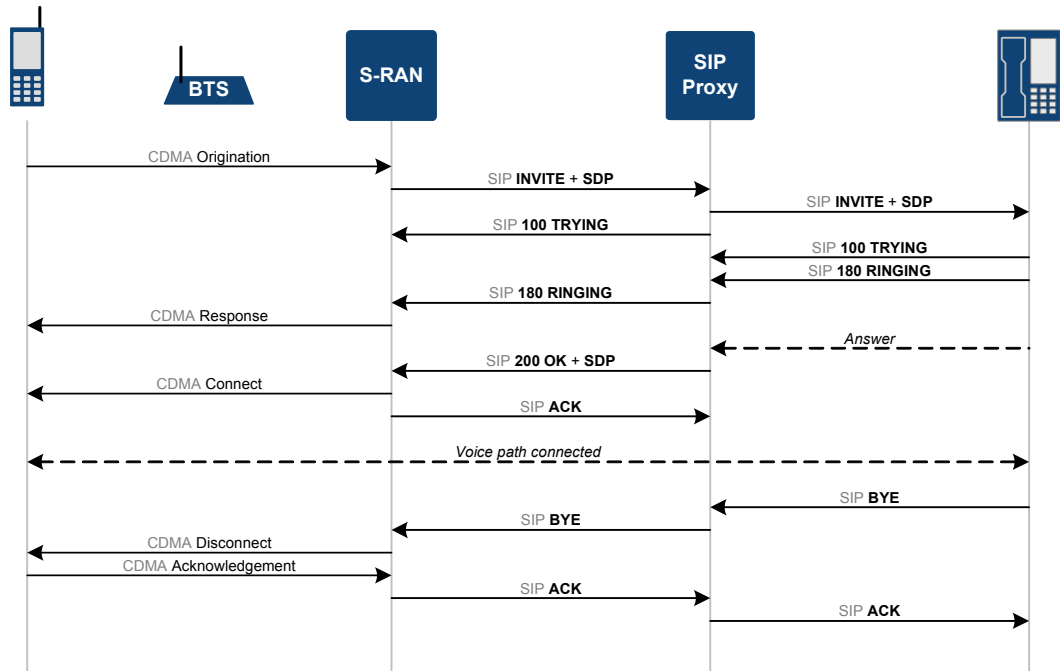 BTS
S-RAN
SIP
Proxy
CDMA Origination
SIP INVITE + SDP
SIP INVITE + SDP
SIP 100 TRYING
SIP 100 TRYING
SIP 180 RINGING
SIP 180 RINGING
CDMA Response
Answer
SIP 200 OK + SDP
CDMA Connect
SIP ACK
Voice path connected
SIP BYE
SIP BYE
CDMA Disconnect
CDMA Acknowledgement
SIP ACK
SIP ACK